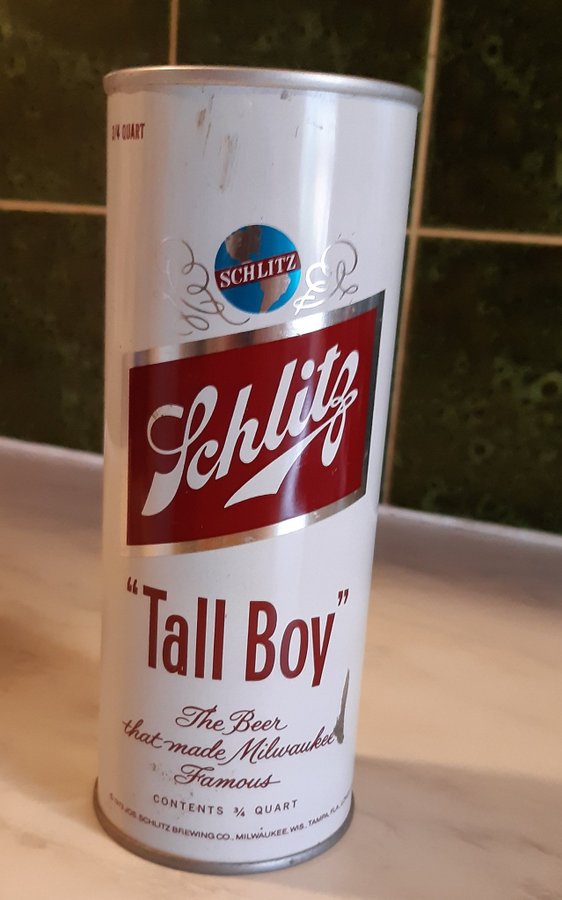 3/4 QUART
SCHLITZ
Schlitz
“Tall Boy”
The Beer
that made Milwaukee
Famous
CONTENTS ¾ QUART
JOS. SCHLITZ BREWING CO., MILWAUKEE, WIS., TAMPA, FLA.,